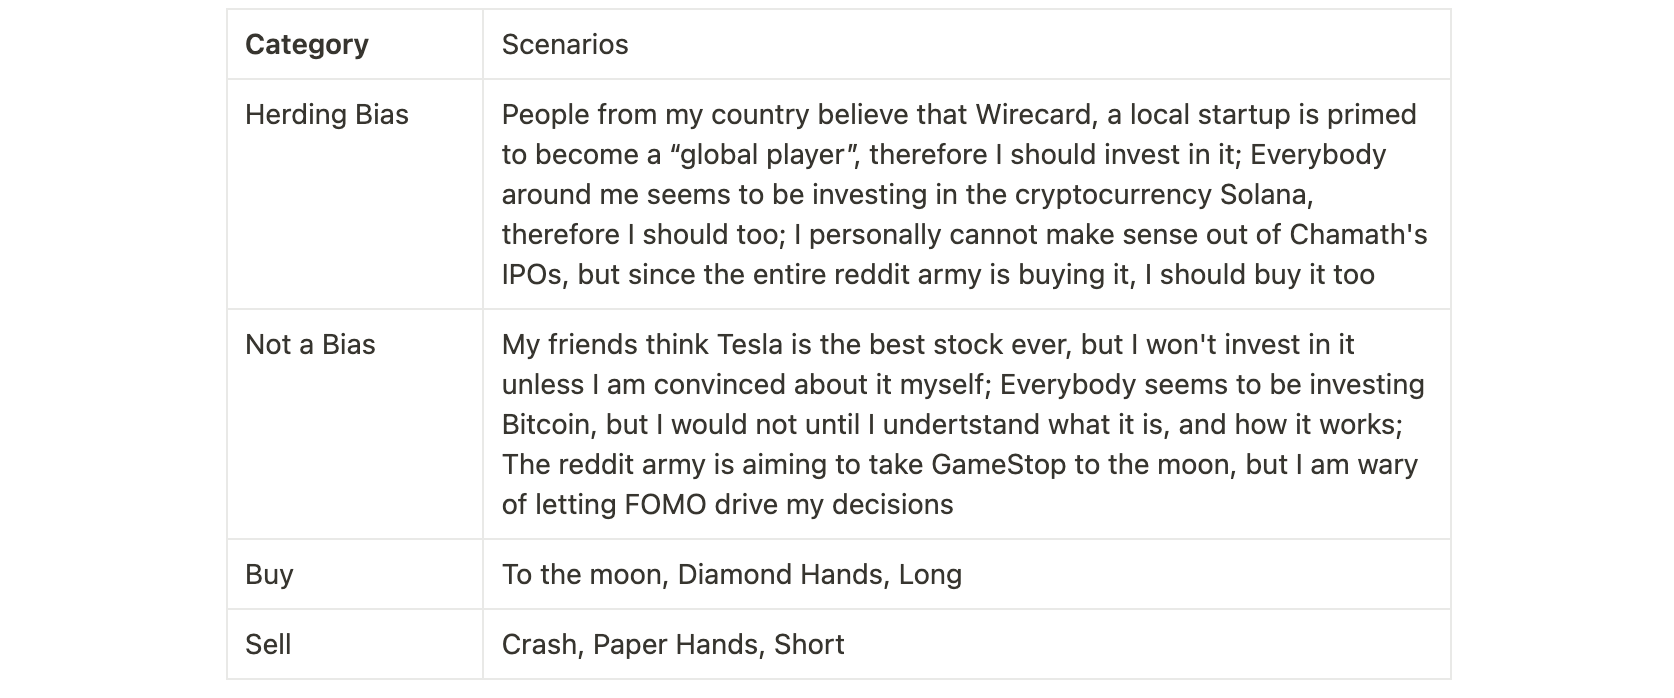 Category
Scenarios
Herding Bias
People from my country believe that Wirecard, a local startup is primed
to become a “global player”, therefore I should invest in it; Everybody
around me seems to be investing in the cryptocurrency Solana,
therefore I should too; I personally cannot make sense out of Chamath's
IPOs, but since the entire reddit army is buying it, I should buy it too
Not a Bias
My friends think Tesla is the best stock ever, but I won't invest in it
unless I am convinced about it myself; Everybody seems to be investing
Bitcoin, but I would not until I undertstand what it is, and how it works;
The reddit army is aiming to take GameStop to the moon, but I am wary
of letting FOMO drive my decisions
Buy
To the moon, Diamond Hands, Long
Sell
Crash, Paper Hands, Short